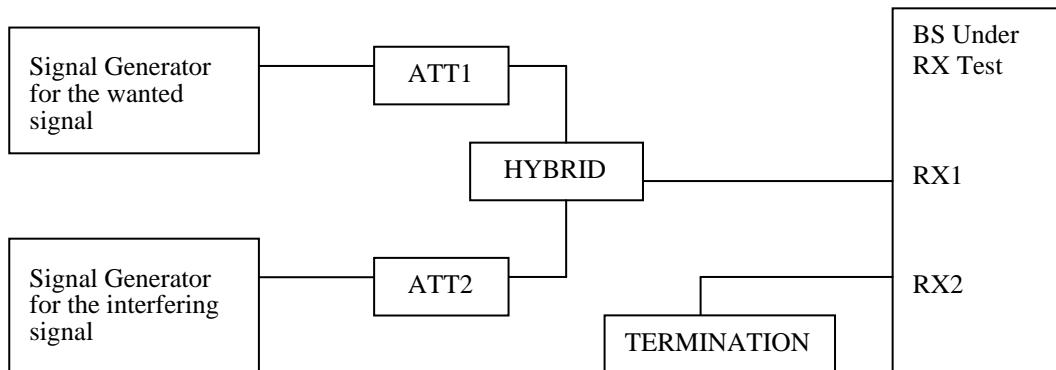 Signal Generator
for the wanted
signal
ATT1
HYBRID
BS Under
RX Test
RX1
Signal Generator
for the interfering
signal
ATT2
RX2
TERMINATION